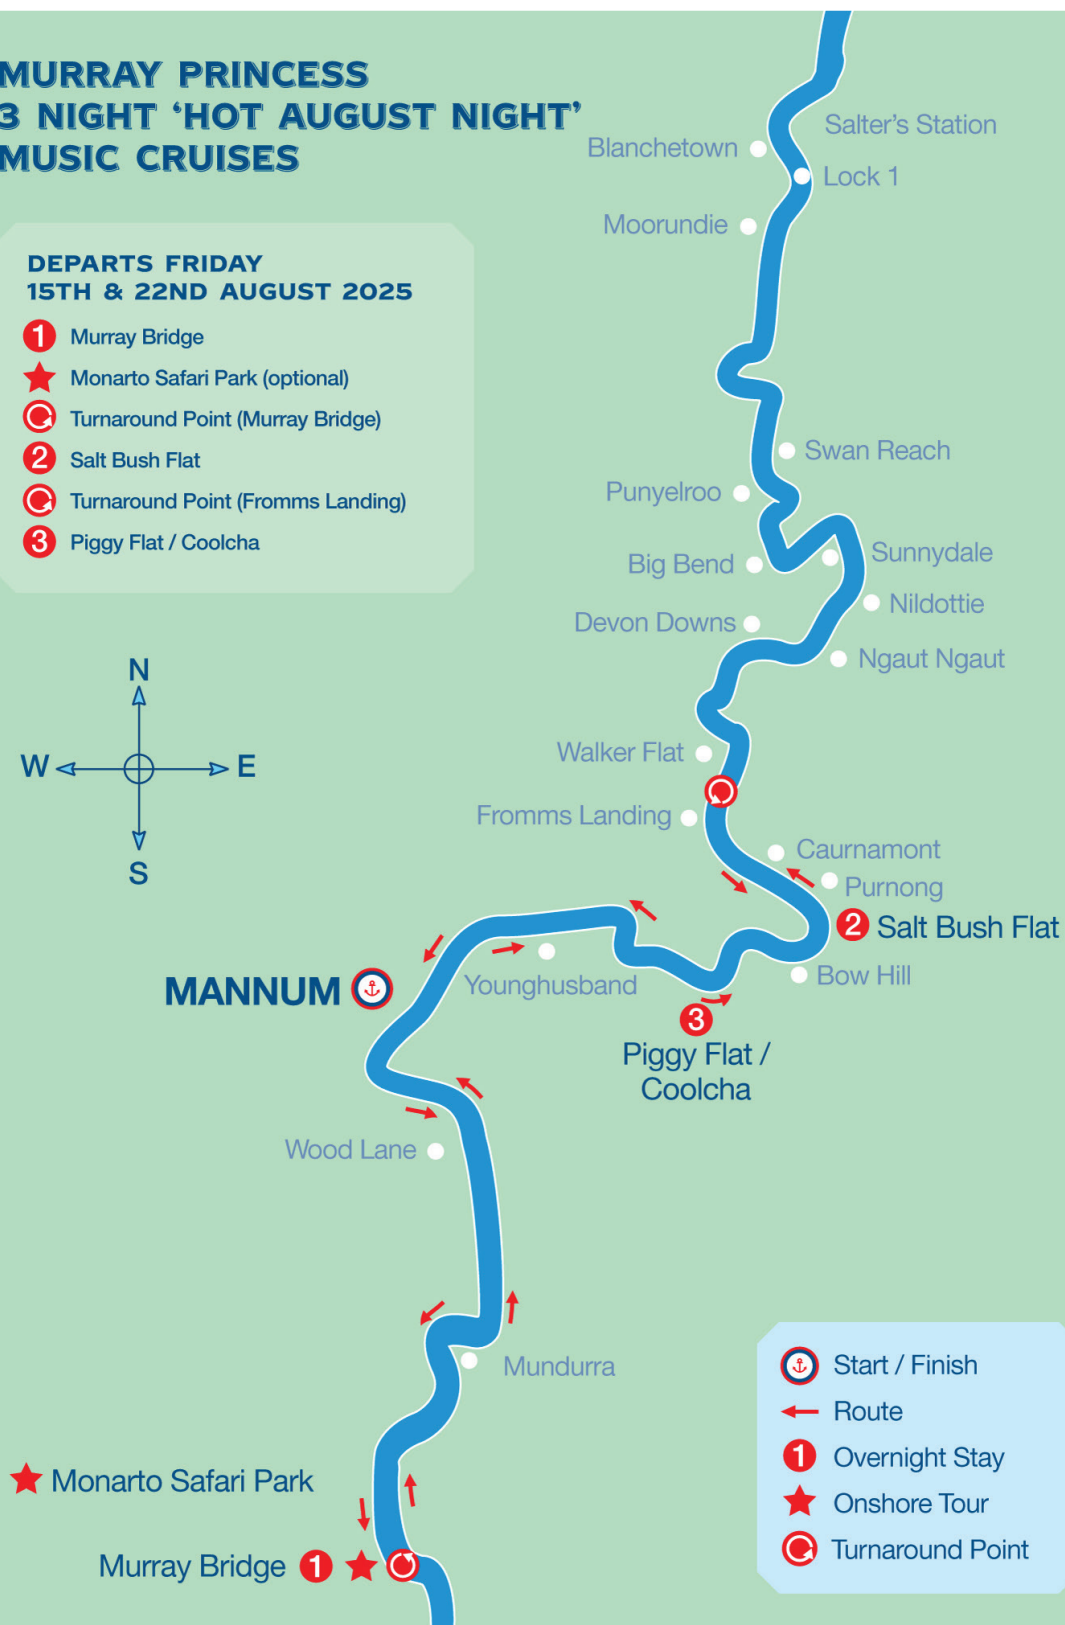 MURRAY PRINCESS
3 NIGHT ‘HOT AUGUST NIGHT’
MUSIC CRUISES
DEPARTS FRIDAY
15TH & 22ND AUGUST 2025
1 Murray Bridge
Monarto Safari Park (optional)
Turnaround Point (Murray Bridge)
2 Salt Bush Flat
Turnaround Point (Fromms Landing)
3 Piggy Flat / Coolcha
Salter’s Station
Blanchetown
Lock 1
Moorundie
Swan Reach
Punyelroo
Sunnydale
Big Bend
Nildottie
Devon Downs
Ngaut Ngaut
N
W E
S
Walker Flat
Fromms Landing
Caurnamont
Purnong
2 Salt Bush Flat
Bow Hill
Younghusband
MANNUM
3
Piggy Flat /
Coolcha
Wood Lane
Mundurra
Monarto Safari Park
Murray Bridge 1
Start / Finish
Route
1 Overnight Stay
Onshore Tour
Turnaround Point